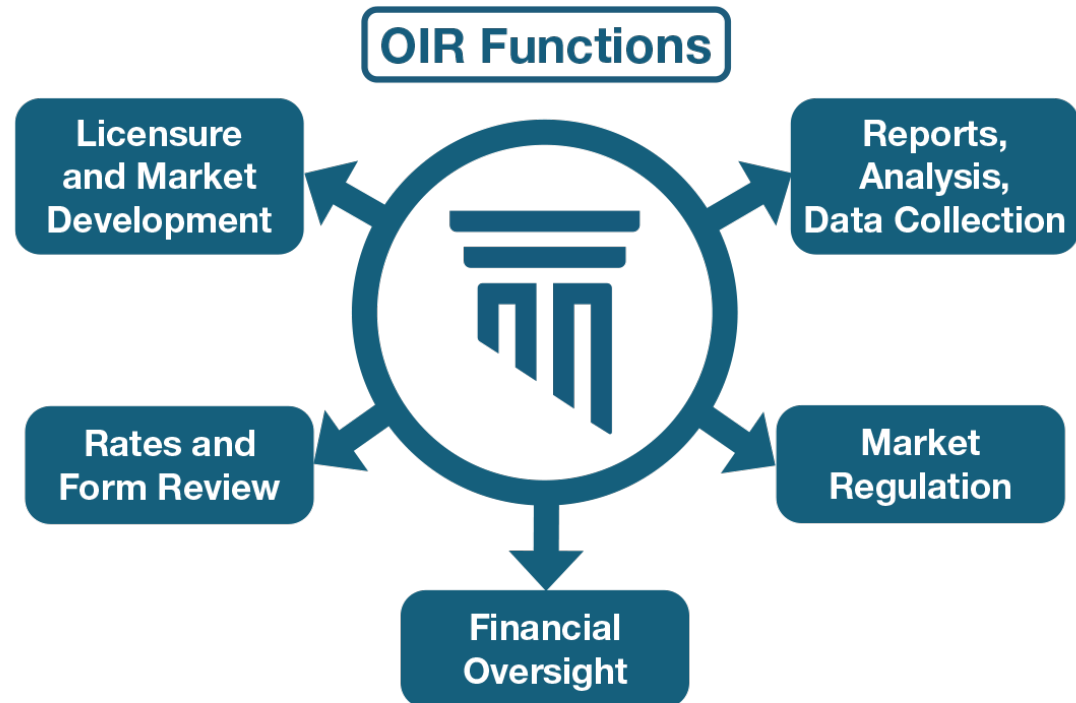 OIR Functions
Licensure
and Market
Development
Reports,
Analysis,
Data Collection
Rates and
Form Review
Market
Regulation
Financial
Oversight